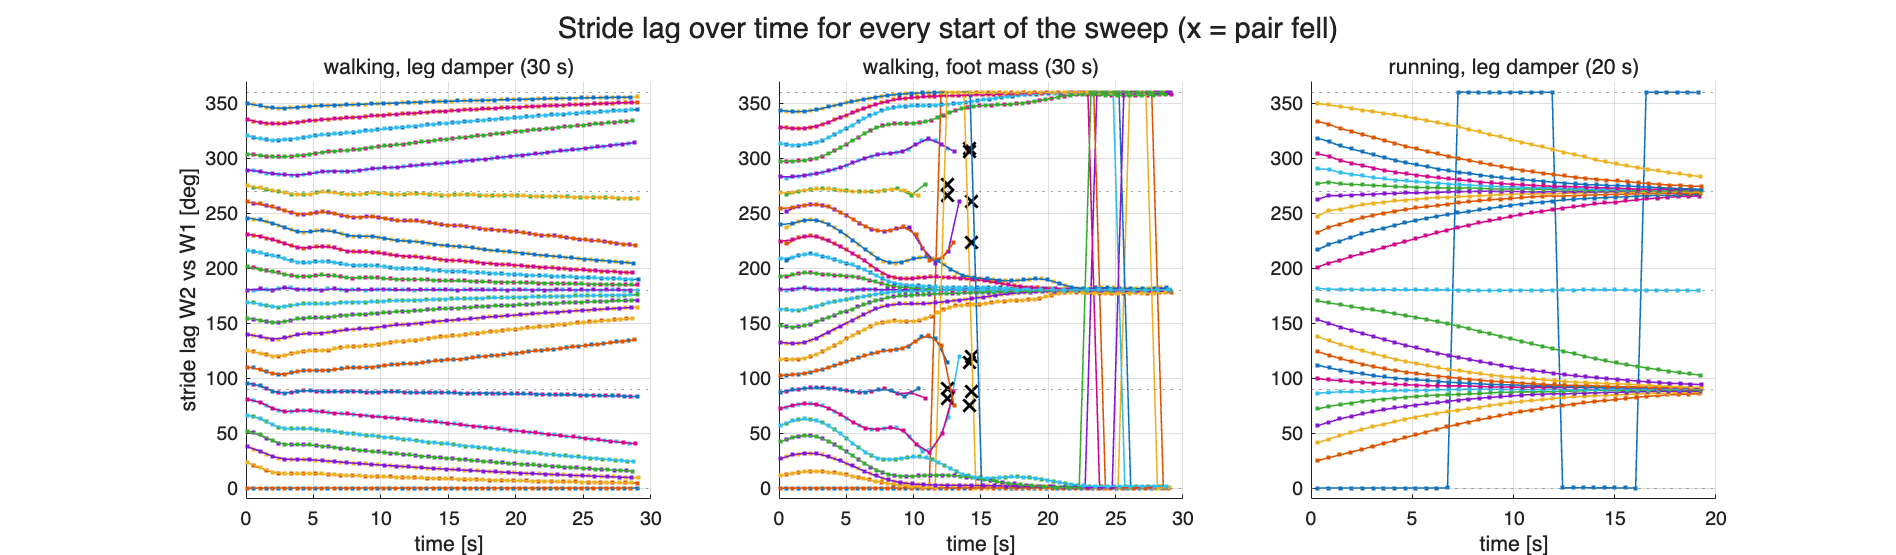 Stride lag over time for every start of the sweep (x = pair fell)
walking, leg damper (30 s)
stride lag W2 vs W1 [deg]
350
300
250
200
150
100
50
0
0 5 10 15 20 25 30
time [s]
walking, foot mass (30 s)
350
300
250
200
150
100
50
0
0 5 10 15 20 25 30
time [s]
running, leg damper (20 s)
350
300
250
200
150
100
50
0
0 5 10 15 20
time [s]